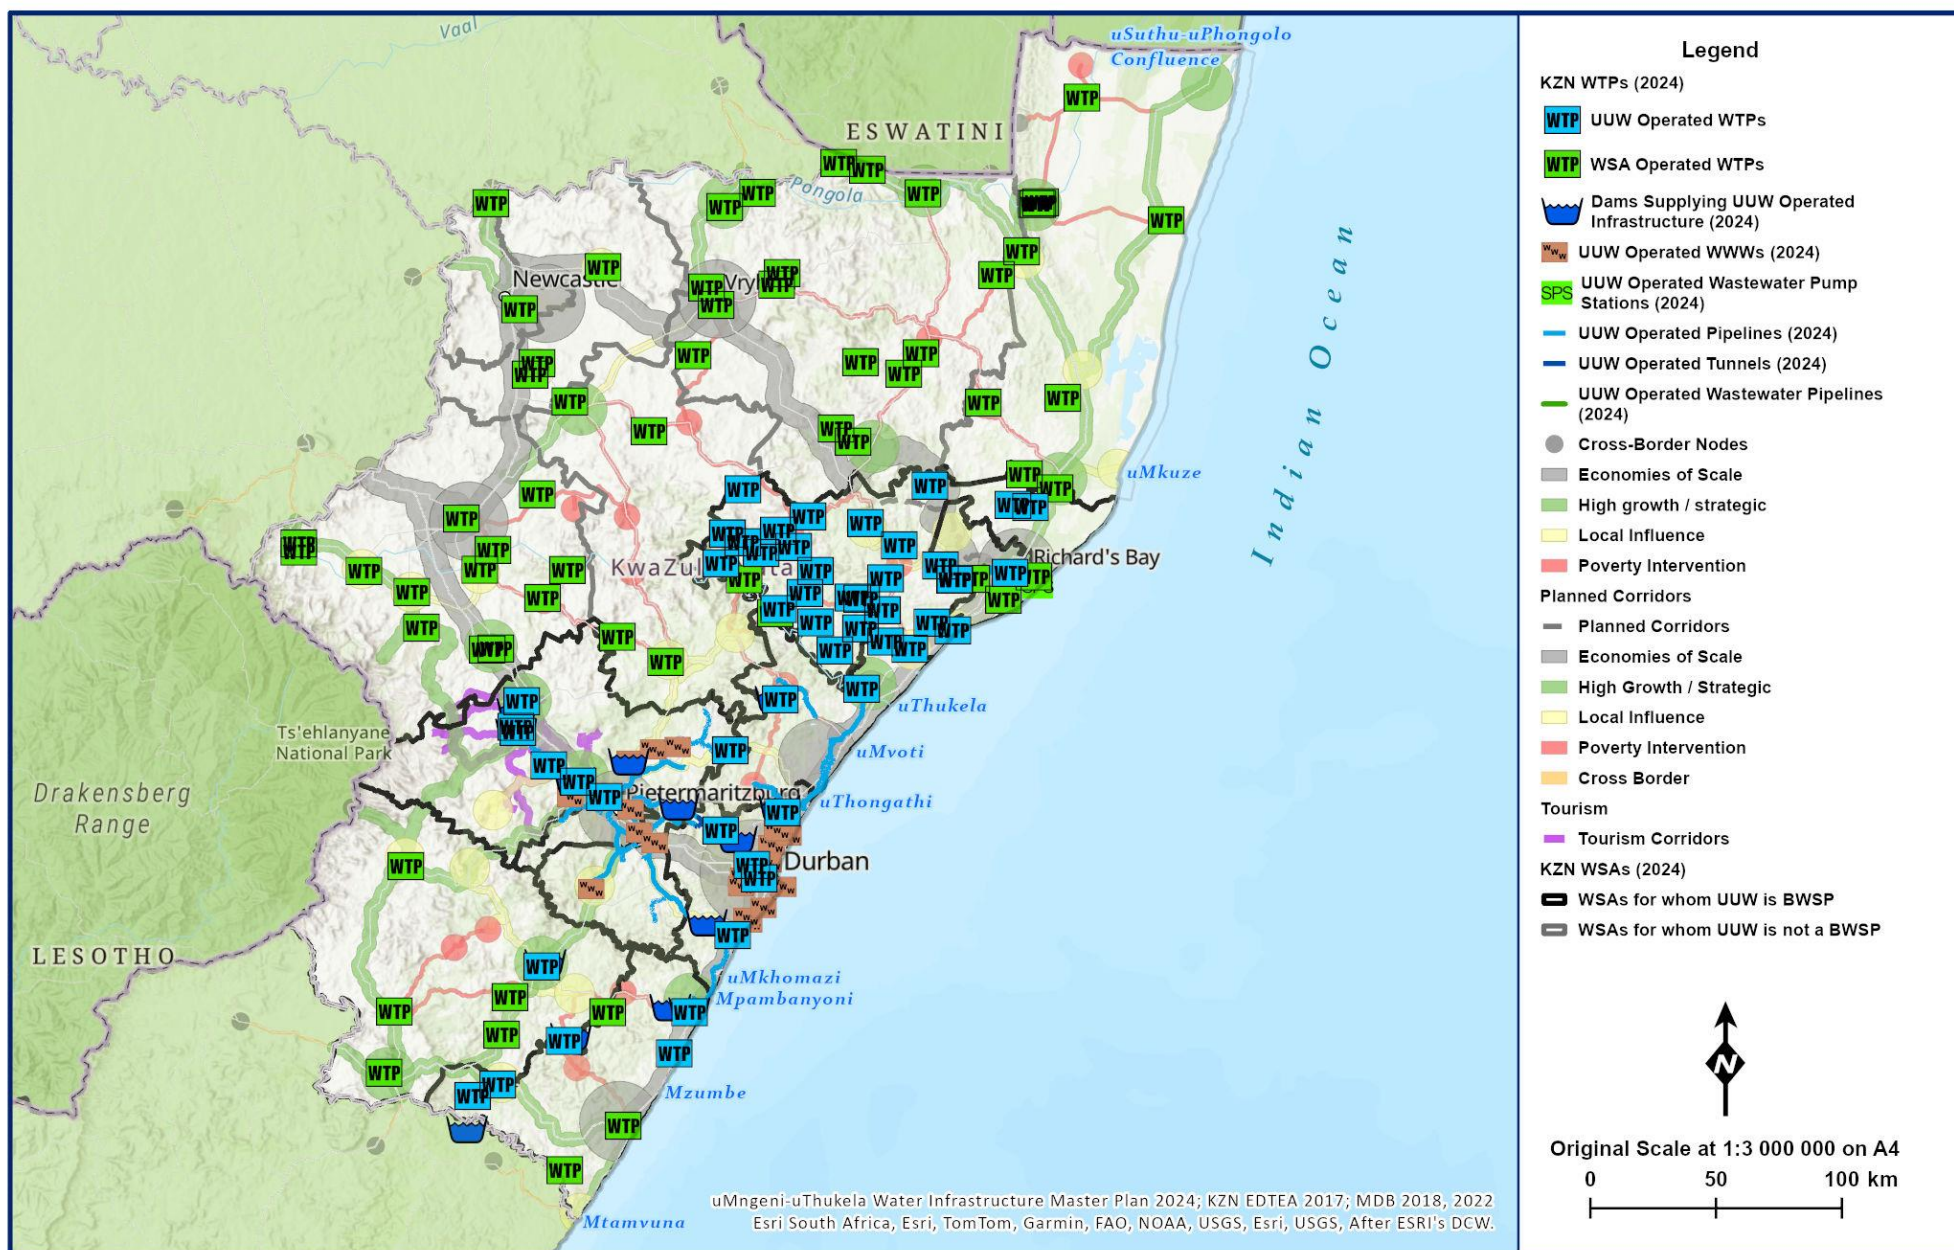 Vaal
uSuthu-uPhongolo
Confluence
ESWATINI
Pongola
Newcastle
Indian Ocean
uMkuze
Richard's Bay
uThukela
Ts'ehlanyane
National Park
uMvoti
Drakensberg
Range
Pietermaritzburg
uThongathi
Durban
LESOTHO
uMkhomazi
Mpambanyoni
Mzumbe
Mtamvuna
WTP
SPS
uMngeni-uThukela Water Infrastructure Master Plan 2024; KZN EDTEA 2017; MDB 2018, 2022
Esri South Africa, Esri, TomTom, Garmin, FAO, NOAA, USGS, Esri, USGS, After ESRI's DCW.
Legend
KZN WTPs (2024)
WTP UUW Operated WTPs
WTP WSA Operated WTPs
Dams Supplying UUW Operated
Infrastructure (2024)
www UUW Operated WWWs (2024)
SPS UUW Operated Wastewater Pump
Stations (2024)
UUW Operated Pipelines (2024)
UUW Operated Tunnels (2024)
UUW Operated Wastewater Pipelines
(2024)
Cross-Border Nodes
Economies of Scale
High growth / strategic
Local Influence
Poverty Intervention
Planned Corridors
Planned Corridors
Economies of Scale
High Growth / Strategic
Local Influence
Poverty Intervention
Cross Border
Tourism
Tourism Corridors
KZN WSAs (2024)
WSAs for whom UUW is BWSP
WSAs for whom UUW is not a BWSP
N
Original Scale at 1:3 000 000 on A4
0 50 100 km